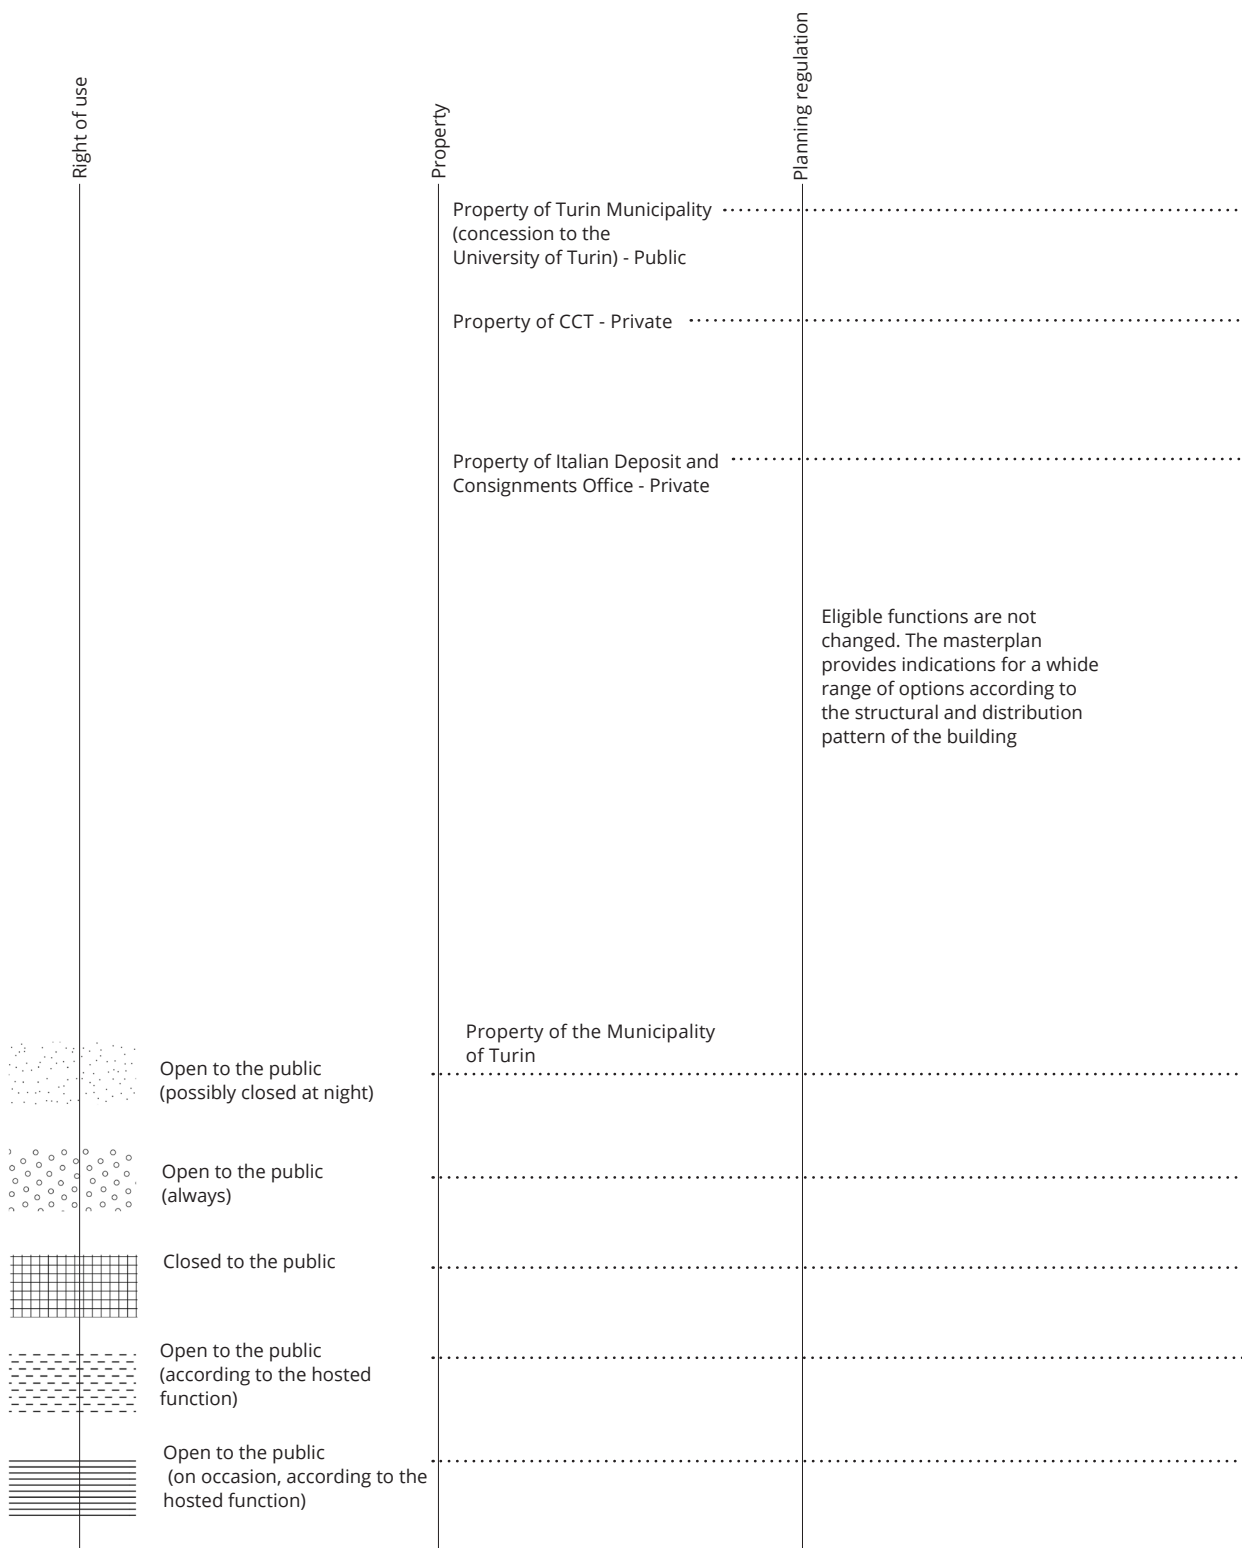 Right of use
Property
Planning regulation
Property of Turin Municipality
(concession to the
University of Turin) - Public
Property of CCT - Private
Property of Italian Deposit and
Consignments Office - Private
Eligible functions are not
changed. The masterplan
provides indications for a whide
range of options according to
the structural and distribution
pattern of the building
Property of the Municipality
of Turin
Open to the public
(possibly closed at night)
Open to the public
(always)
Closed to the public
Open to the public
(according to the hosted
function)
Open to the public
(on occasion, according to the
hosted function)